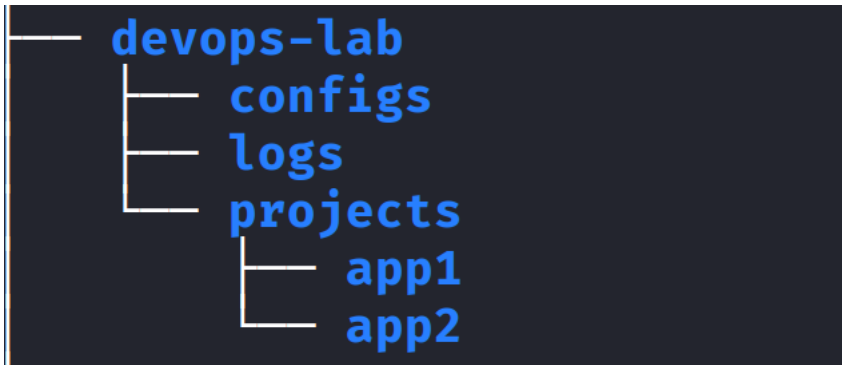 ├── devops-lab
│   ├── configs
│   ├── logs
│   └── projects
│       ├── app1
│       └── app2